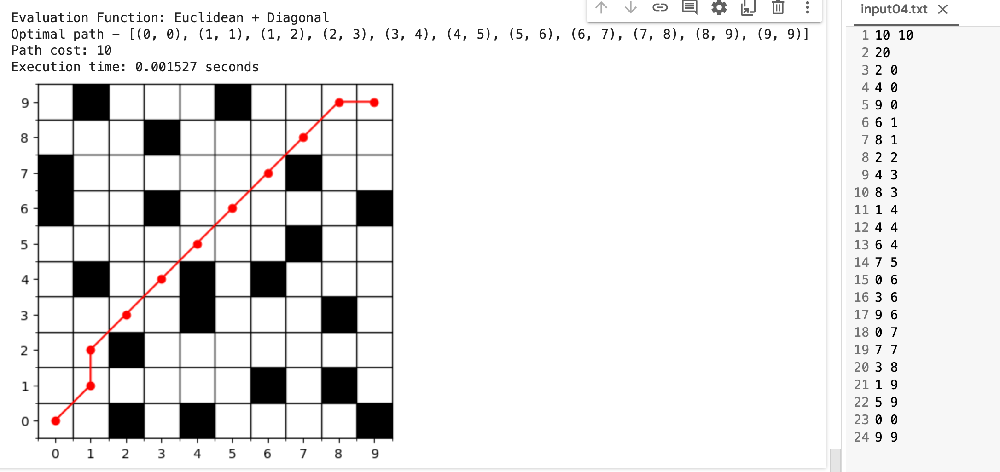 Evaluation Function: Euclidean + Diagonal
Optimal path – [(0, 0), (1, 1), (1, 2), (2, 3), (3, 4), (4, 5), (5, 6), (6, 7), (7, 8), (8, 9), (9, 9)]
Path cost: 10
Execution time: 0.001527 seconds
9
8
7
6
5
4
3
2
1
0
0 1 2 3 4 5 6 7 8 9
input04.txt
1 10 10
2 20
3 2 0
4 4 0
5 9 0
6 6 1
7 8 1
8 2 2
9 4 3
10 8 3
11 1 4
12 4 4
13 6 4
14 7 5
15 0 6
16 3 6
17 9 6
18 0 7
19 7 7
20 3 8
21 1 9
22 5 9
23 0 0
24 9 9